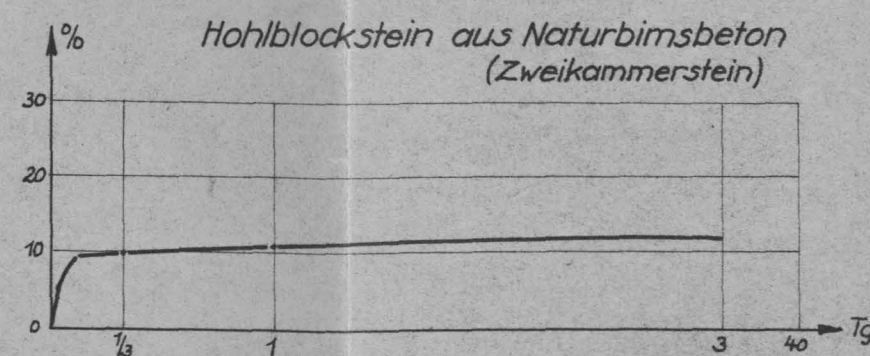 %
Hohlblockstein aus Naturbimsbeton
(Zweikammerstein)
30
20
10
0
1/3 1 3 40 Tg